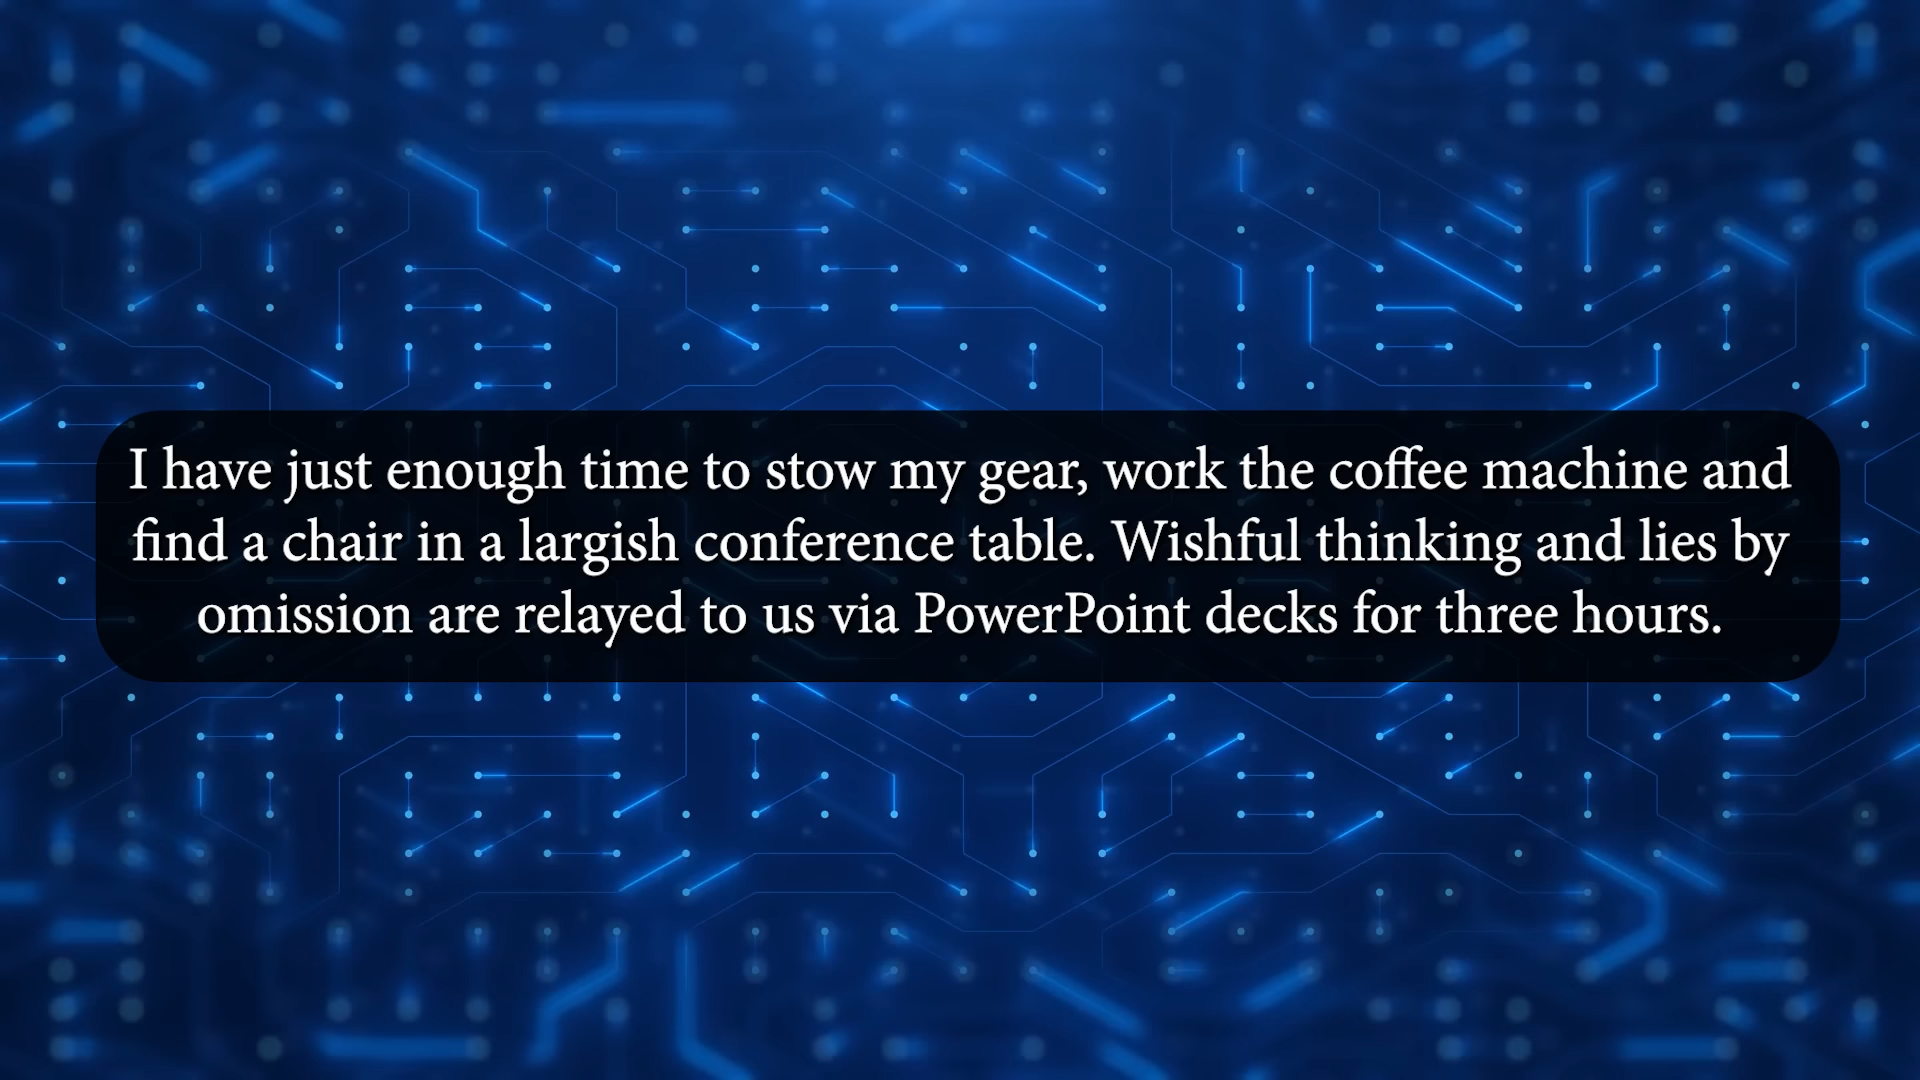 I have just enough time to stow my gear, work the coffee machine and
find a chair in a largish conference table. Wishful thinking and lies by
omission are relayed to us via PowerPoint decks for three hours.